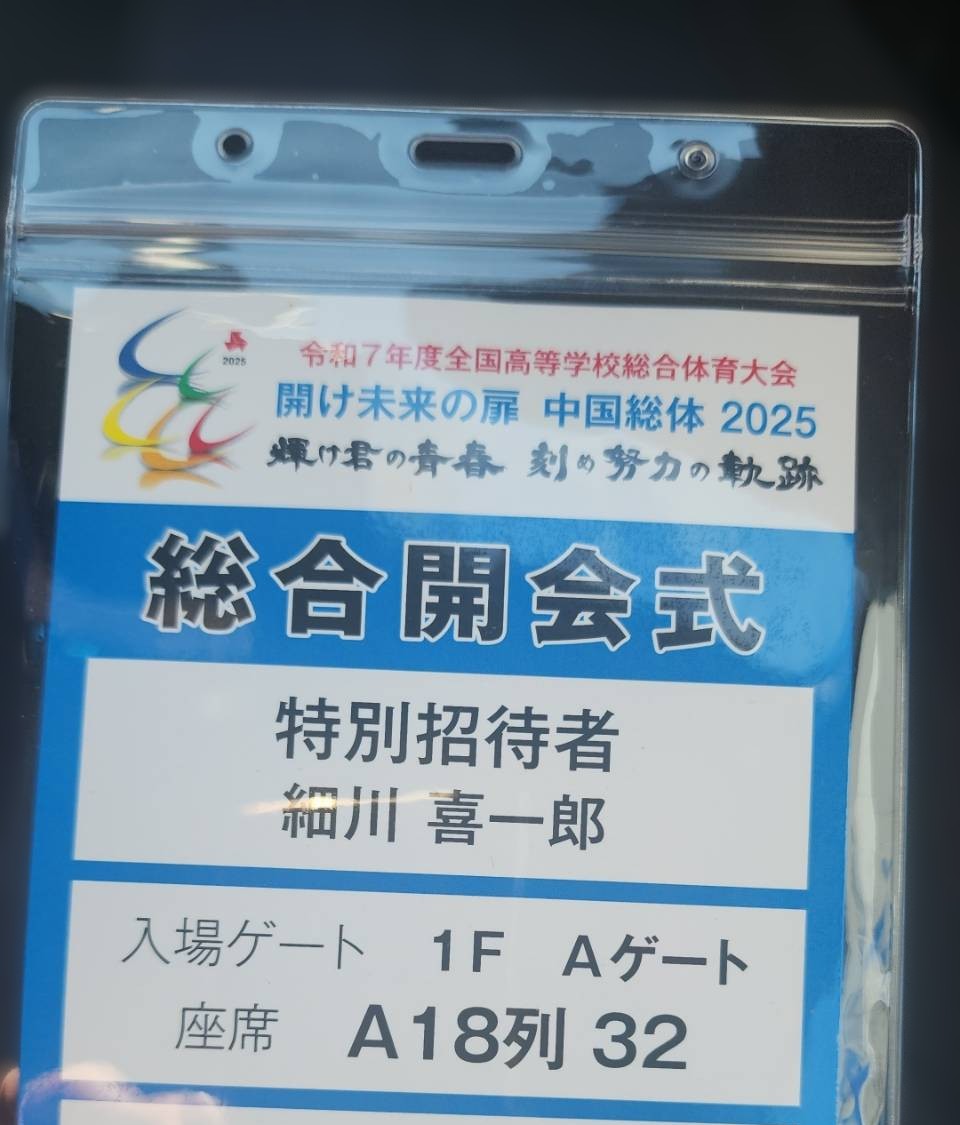 2025
令和7年度全国高等学校総合体育大会
開け未来の扉 中国総体 2025
輝け君の青春 刻め努力の軌跡
総合開会式
特別招待者
細川 喜一郎
入場ゲート 1F Aゲート
座席 A18列 32